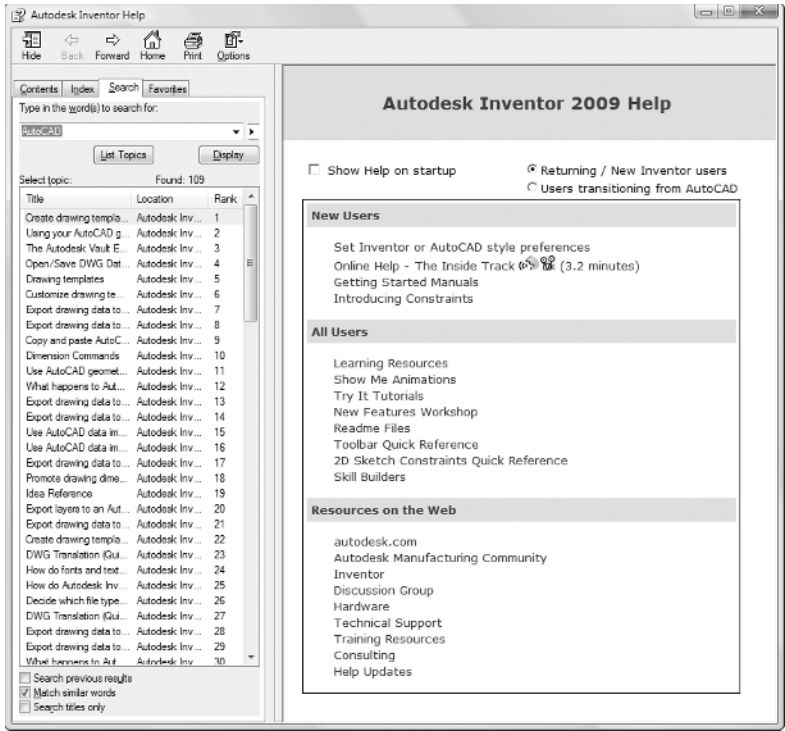 Autodesk Inventor Help
Hide Back Forward Home Print Options
Contents Index Search Favorites
Type in the word(s) to search for:
AutoCAD
List Topics Display
Select topic: Found: 109
Title Location Rank
Create drawing templa... Autodesk Inv... 1
Using your AutoCAD g... Autodesk Inv... 2
The Autodesk Vault E... Autodesk Inv... 3
Open/Save DWG Dat... Autodesk Inv... 4
Drawing templates Autodesk Inv... 5
Customize drawing te... Autodesk Inv... 6
Export drawing data to... Autodesk Inv... 7
Export drawing data to... Autodesk Inv... 8
Copy and paste AutoC... Autodesk Inv... 9
Dimension Commands Autodesk Inv... 10
Use AutoCAD geomet... Autodesk Inv... 11
What happens to Aut... Autodesk Inv... 12
Export drawing data to... Autodesk Inv... 13
Export drawing data to... Autodesk Inv... 14
Use AutoCAD data im... Autodesk Inv... 15
Use AutoCAD data im... Autodesk Inv... 16
Export drawing data to... Autodesk Inv... 17
Promote drawing dime... Autodesk Inv... 18
Idea Reference Autodesk Inv... 19
Export layers to an Aut... Autodesk Inv... 20
Export drawing data to... Autodesk Inv... 21
Create drawing templa... Autodesk Inv... 22
DWG Translation (Qui... Autodesk Inv... 23
How do fonts and text... Autodesk Inv... 24
How do Autodesk Inv... Autodesk Inv... 25
Decide which file type... Autodesk Inv... 26
DWG Translation (Qui... Autodesk Inv... 27
Export drawing data to... Autodesk Inv... 28
Export drawing data to... Autodesk Inv... 29
What happens to Aut... Autodesk Inv... 30
Search previous results
Match similar words
Search titles only
Autodesk Inventor 2009 Help
Show Help on startup
Returning / New Inventor users
Users transitioning from AutoCAD
New Users
Set Inventor or AutoCAD style preferences
Online Help - The Inside Track (3.2 minutes)
Getting Started Manuals
Introducing Constraints
All Users
Learning Resources
Show Me Animations
Try It Tutorials
New Features Workshop
Readme Files
Toolbar Quick Reference
2D Sketch Constraints Quick Reference
Skill Builders
Resources on the Web
autodesk.com
Autodesk Manufacturing Community
Inventor
Discussion Group
Hardware
Technical Support
Training Resources
Consulting
Help Updates